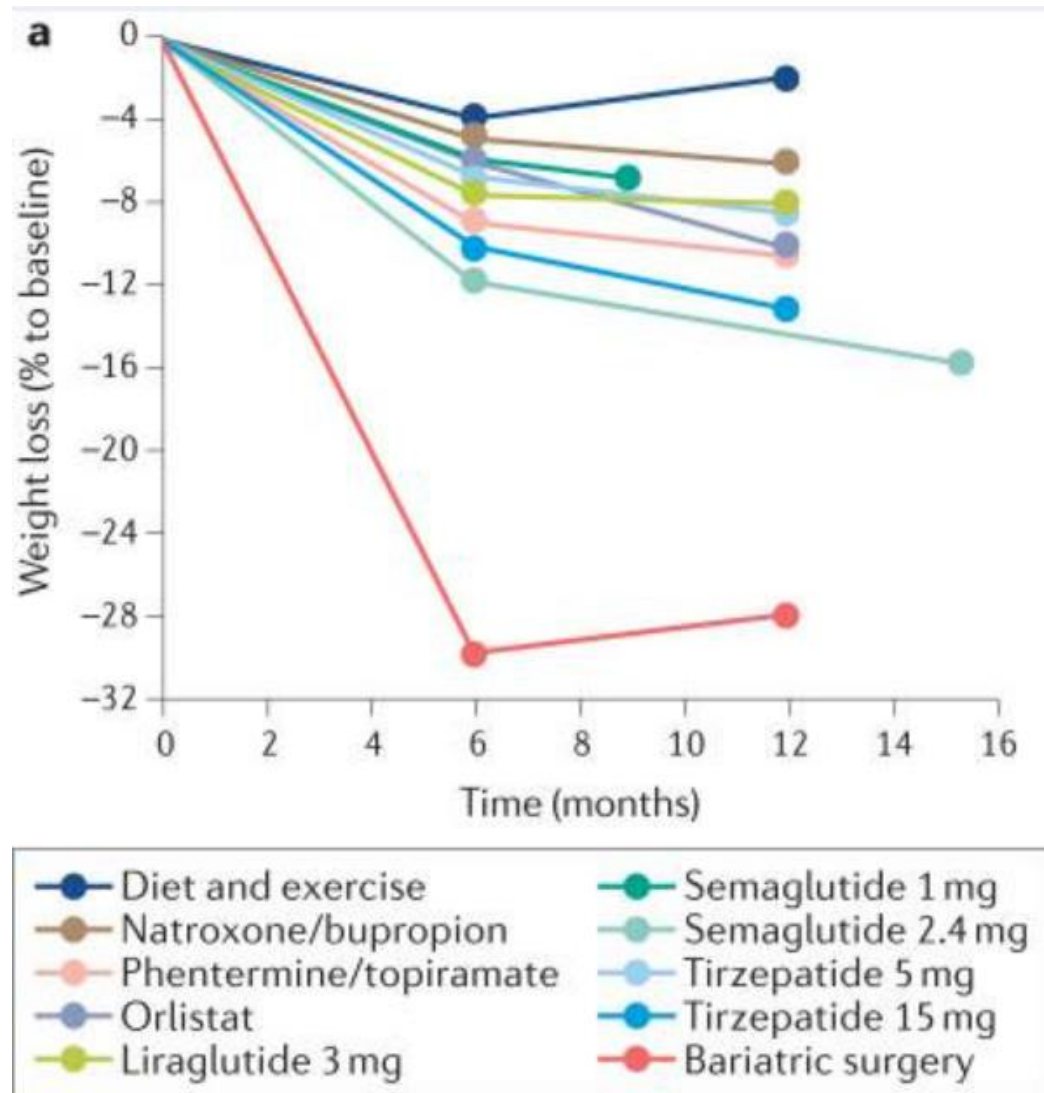 a
Weight loss (% to baseline)
0
−4
−8
−12
−16
−20
−24
−28
−32
0 2 4 6 8 10 12 14 16
Time (months)
Diet and exercise
Natroxone/bupropion
Phentermine/topiramate
Orlistat
Liraglutide 3 mg
Semaglutide 1 mg
Semaglutide 2.4 mg
Tirzepatide 5 mg
Tirzepatide 15 mg
Bariatric surgery